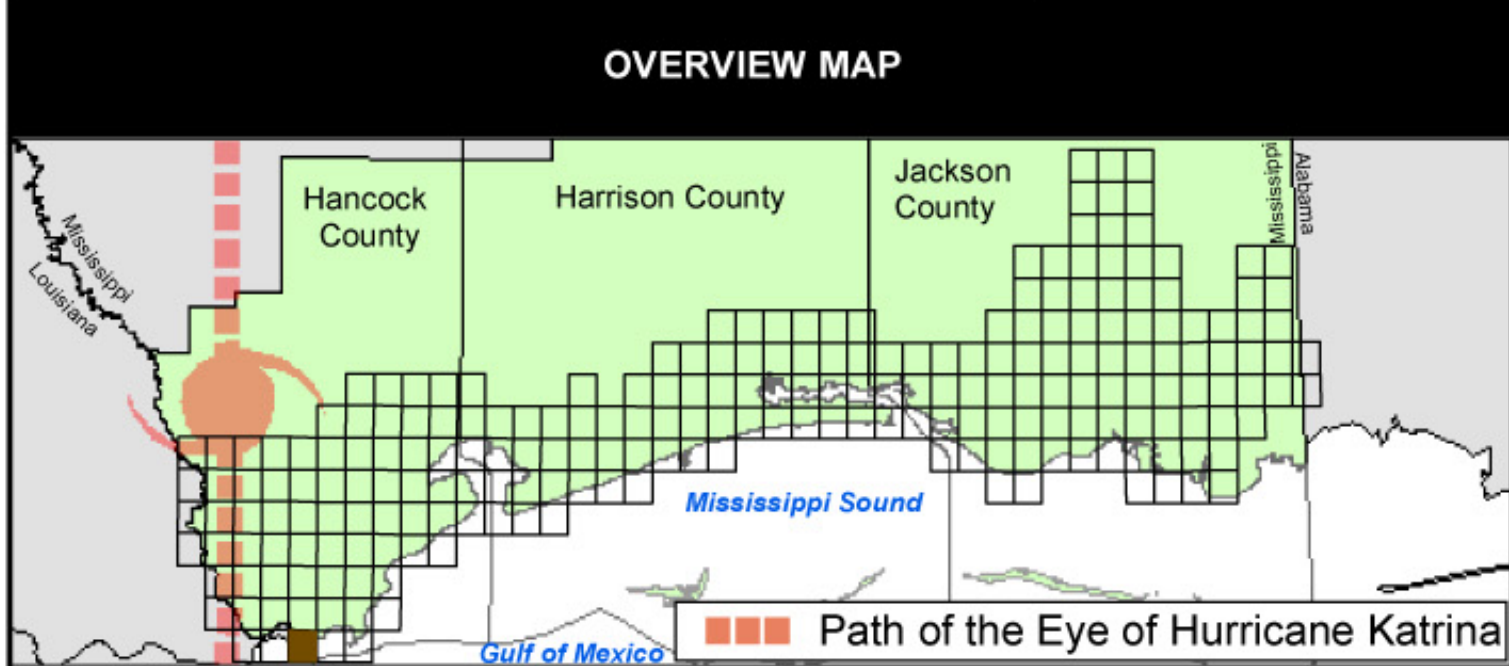 OVERVIEW MAP
Hancock
County
Harrison County
Jackson
County
Mississippi
Alabama
Mississippi
Louisiana
Mississippi Sound
Gulf of Mexico
Path of the Eye of Hurricane Katrina